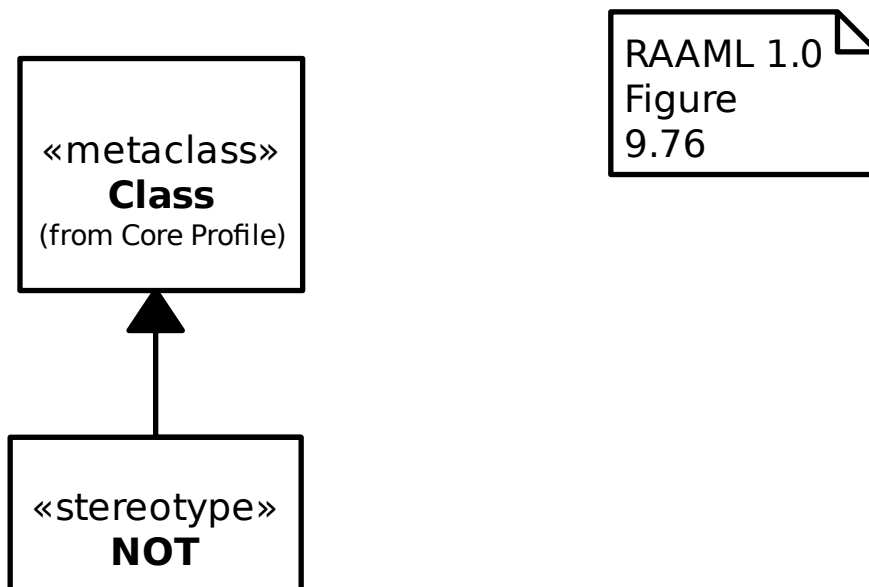 «metaclass»
Class
(from Core Profile)
RAAML 1.0
Figure
9.76
«stereotype»
NOT